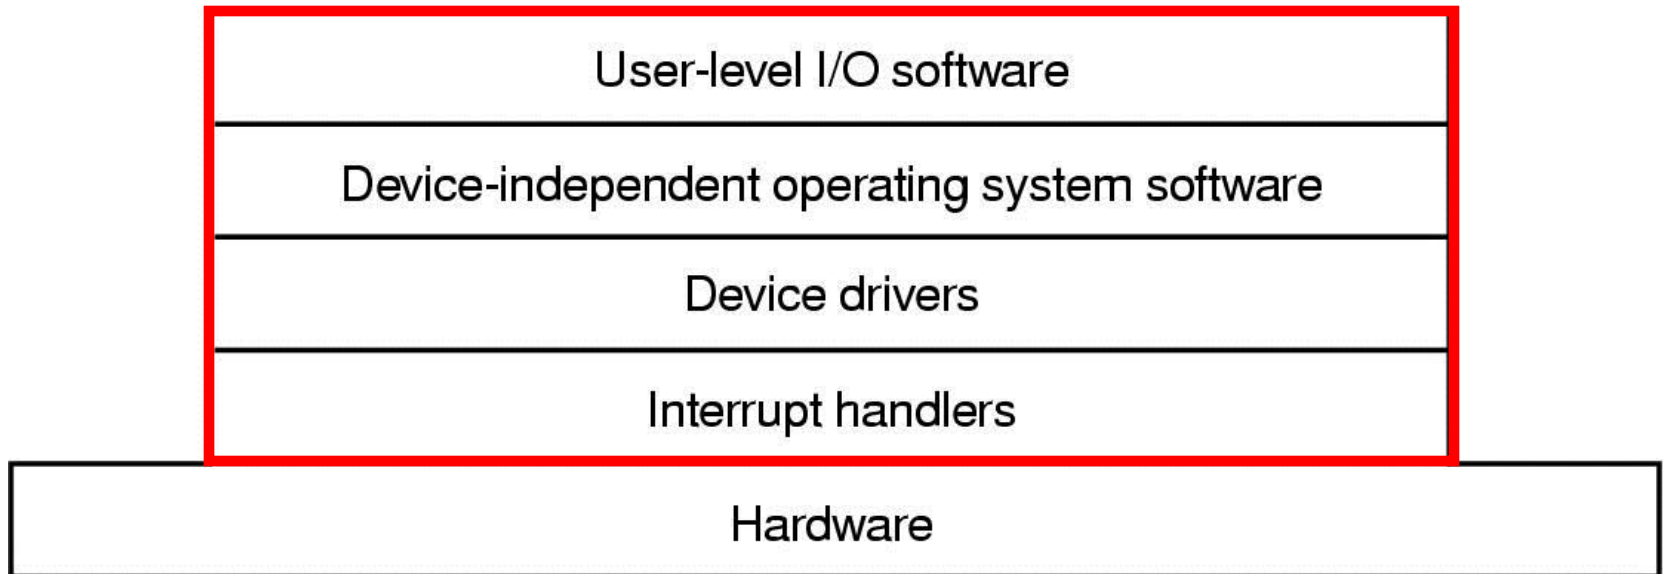 User-level I/O software
Device-independent operating system software
Device drivers
Interrupt handlers
Hardware